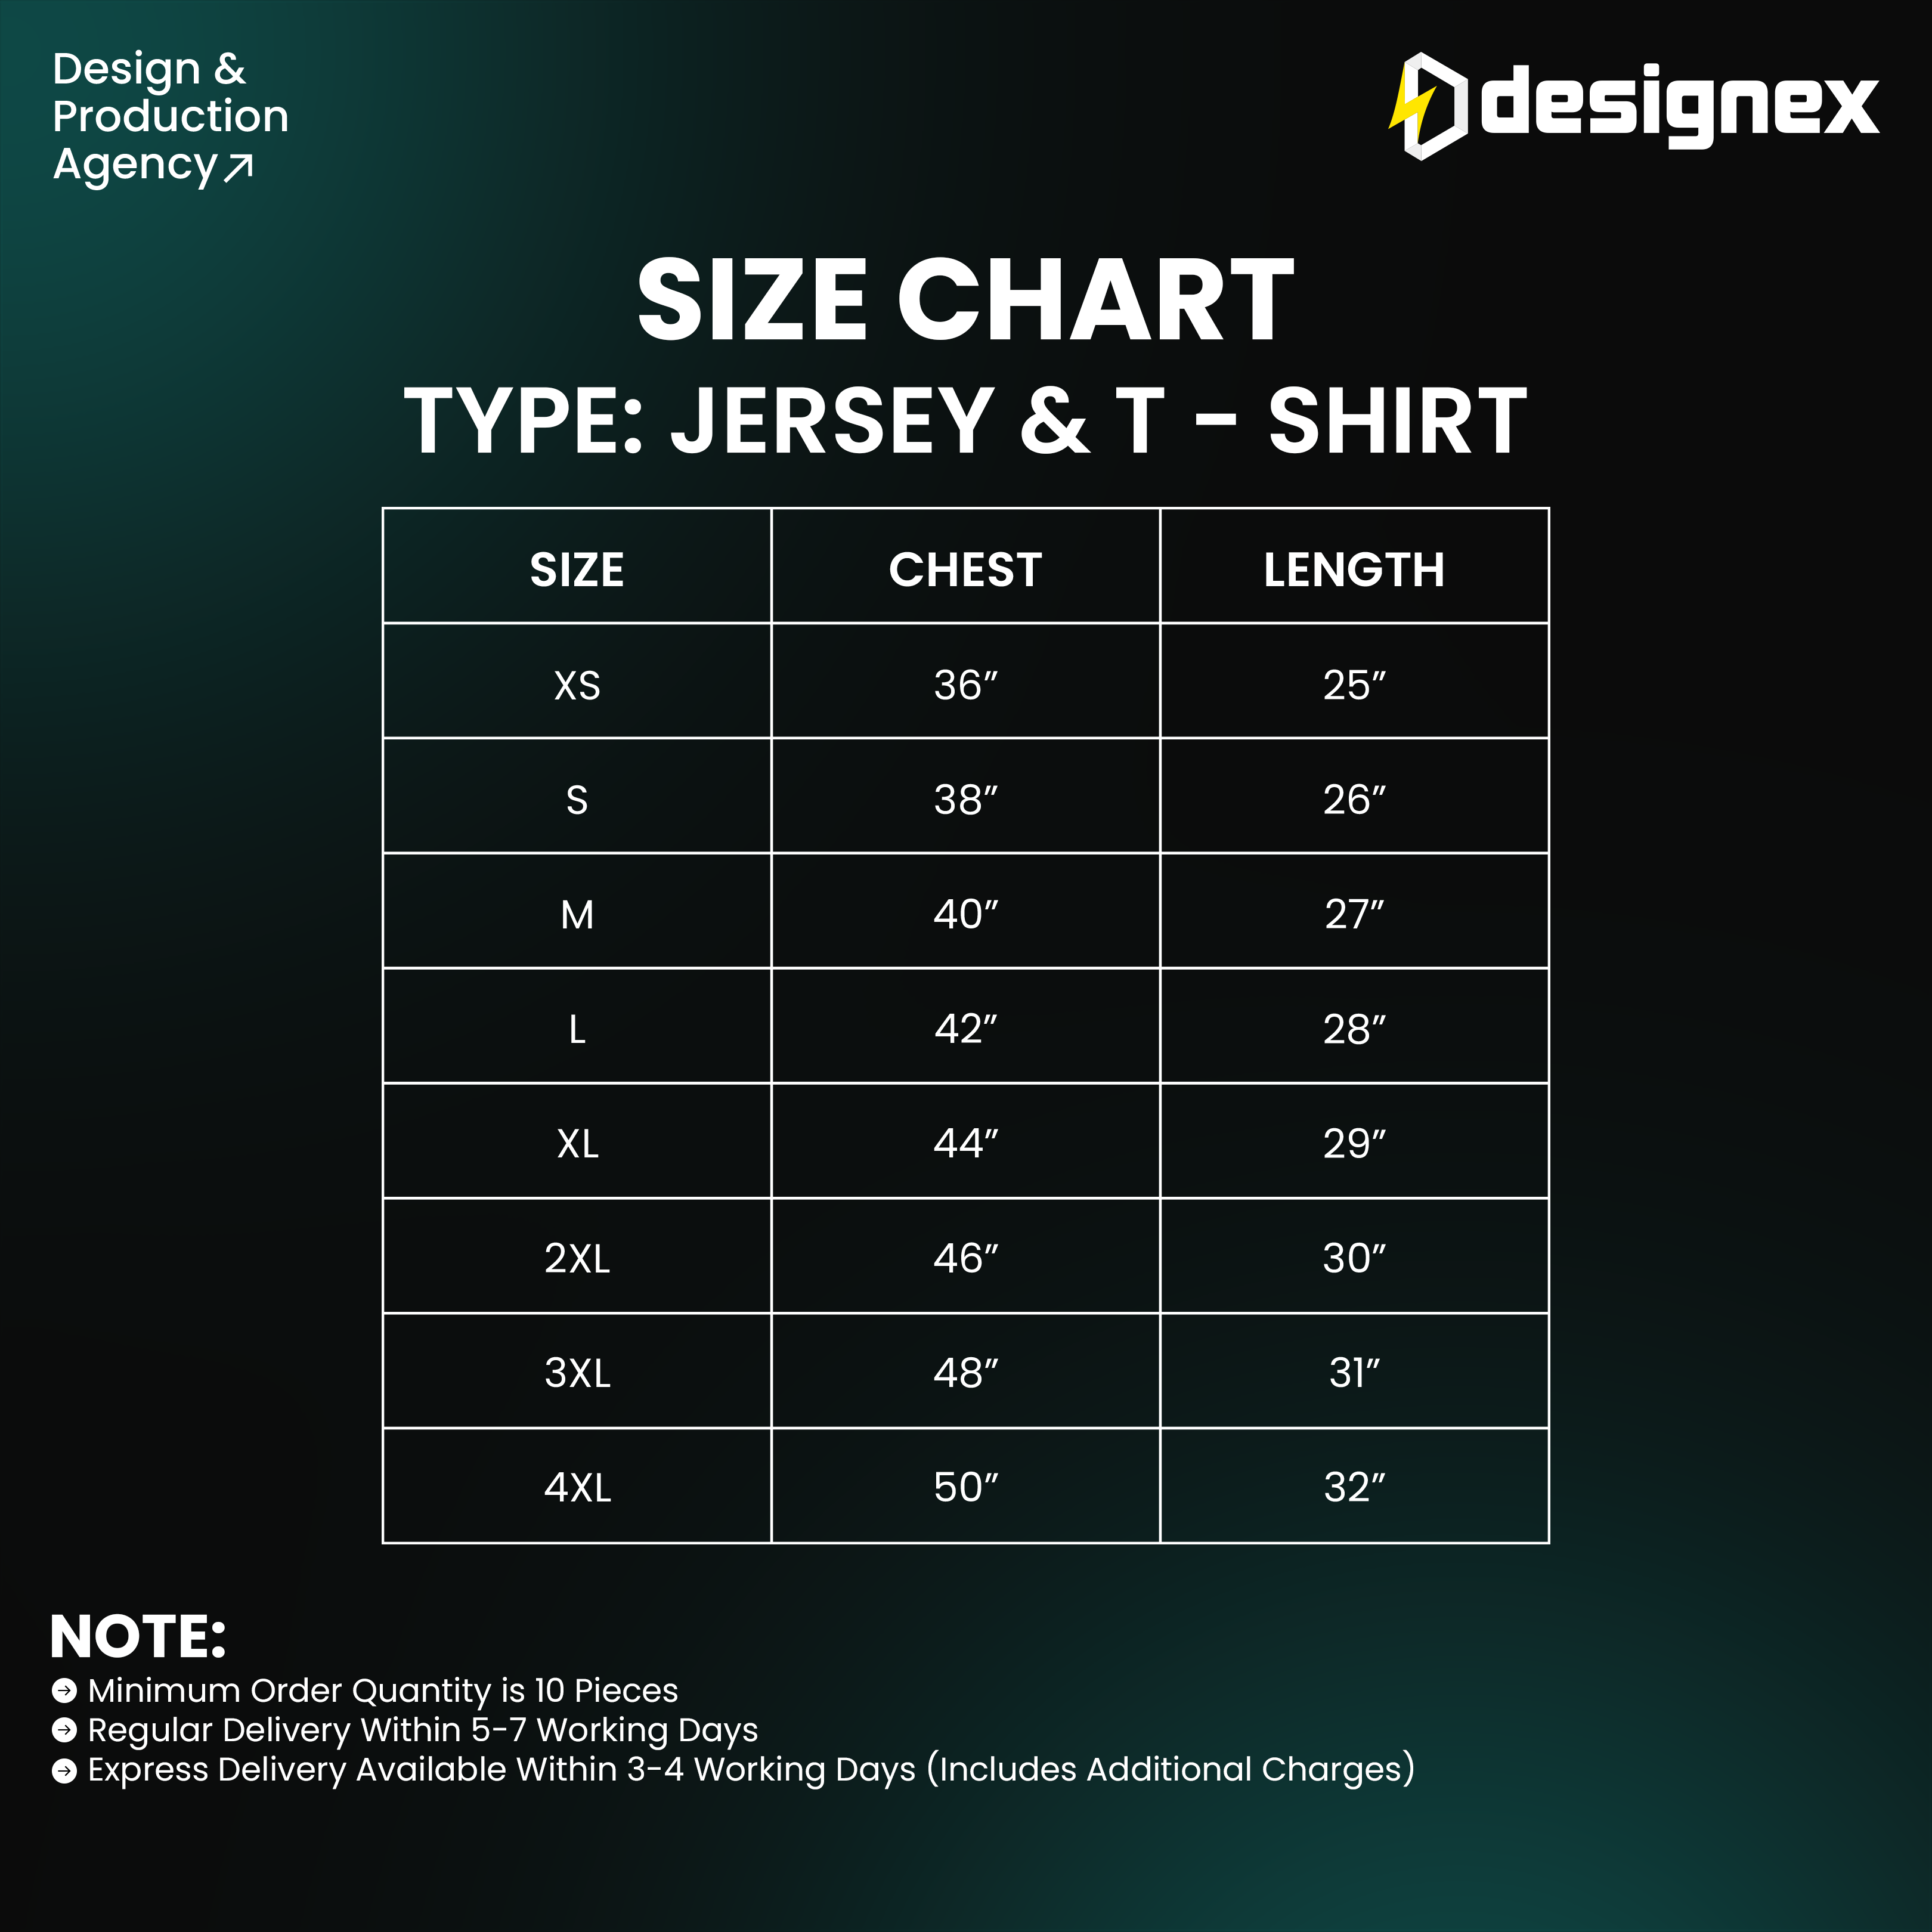 Design &
Production
Agency
designex
SIZE CHART
TYPE: JERSEY & T - SHIRT
SIZE CHEST LENGTH
XS 36” 25”
S 38” 26”
M 40” 27”
L 42” 28”
XL 44” 29”
2XL 46” 30”
3XL 48” 31”
4XL 50” 32”
NOTE:
Minimum Order Quantity is 10 Pieces
Regular Delivery Within 5-7 Working Days
Express Delivery Available Within 3-4 Working Days (Includes Additional Charges)